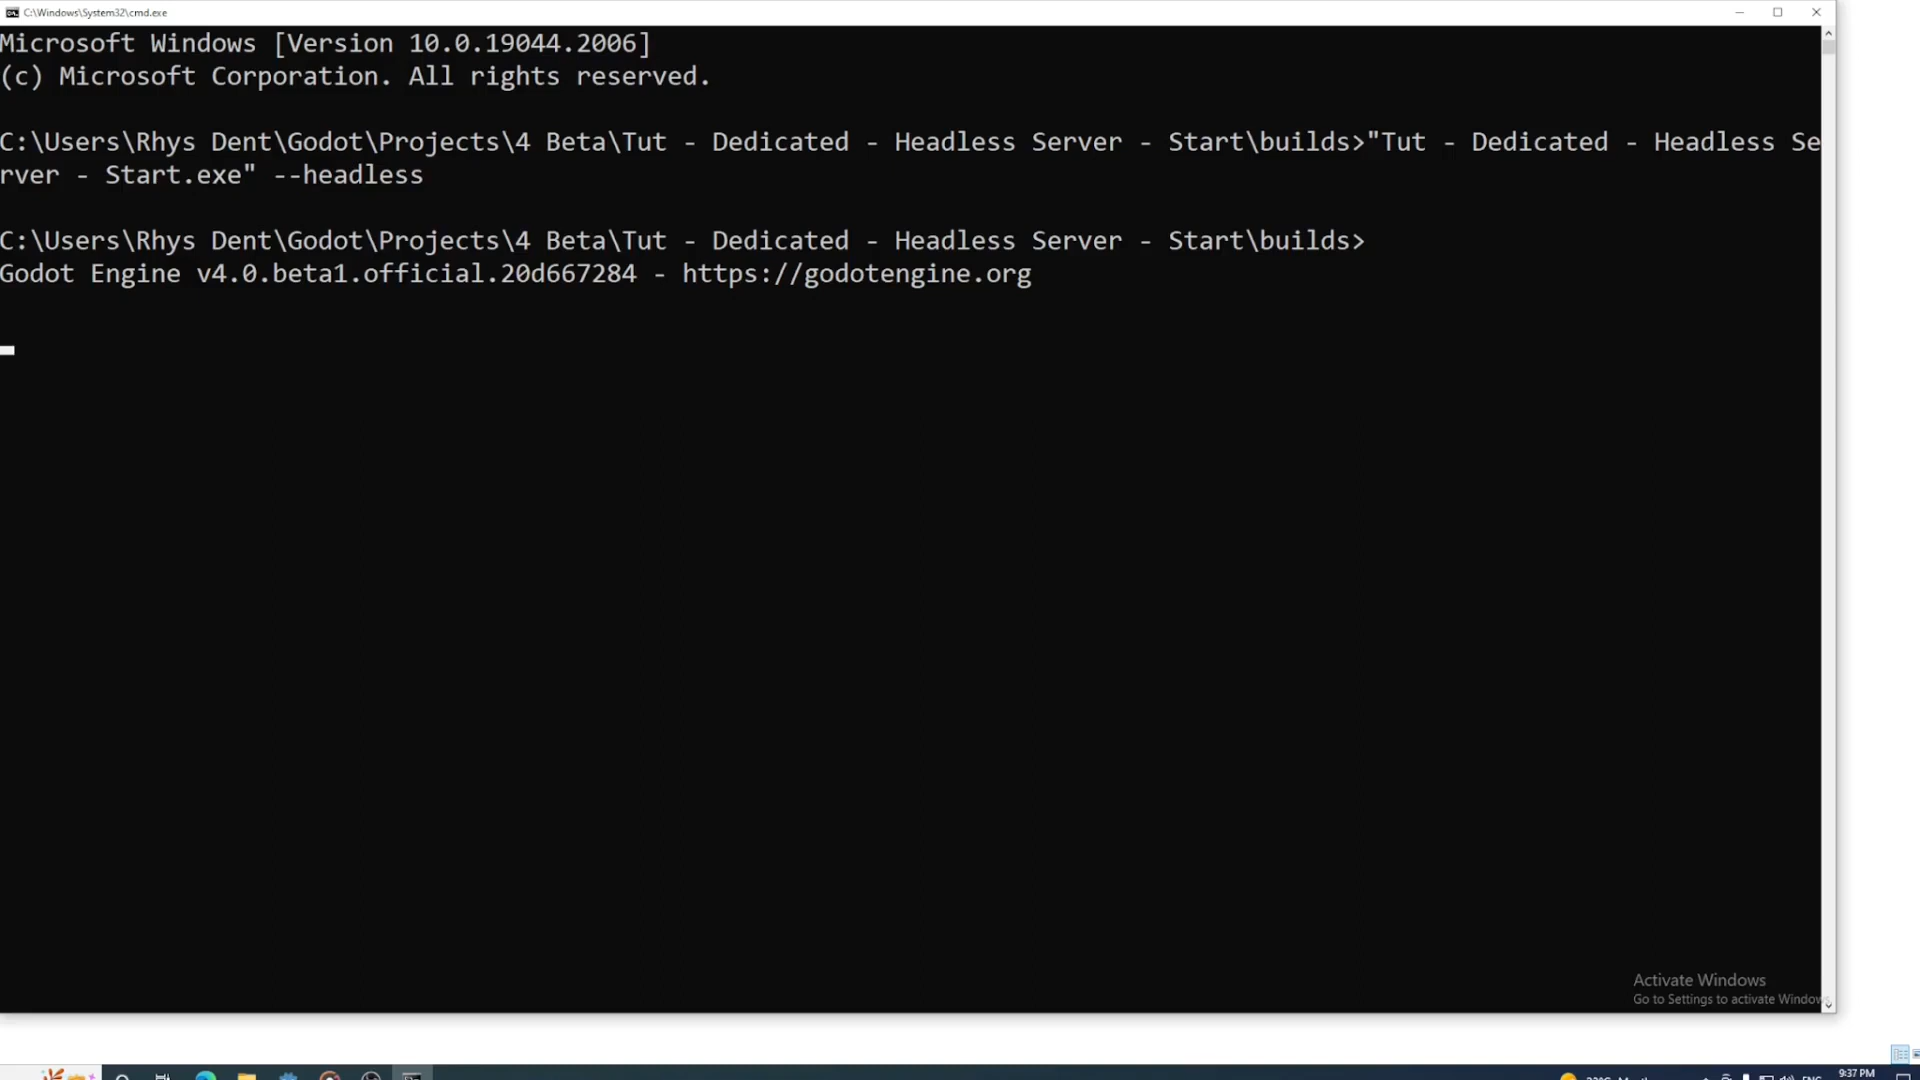 C:\Windows\System32\cmd.exe
Microsoft Windows [Version 10.0.19044.2006]
(c) Microsoft Corporation. All rights reserved.
C:\Users\Rhys Dent\Godot\Projects\4 Beta\Tut - Dedicated - Headless Server - Start\builds>"Tut - Dedicated - Headless Se
rver - Start.exe" --headless
C:\Users\Rhys Dent\Godot\Projects\4 Beta\Tut - Dedicated - Headless Server - Start\builds>
Godot Engine v4.0.beta1.official.20d667284 - https://godotengine.org
Activate Windows
Go to Settings to activate Windows
9:37 PM